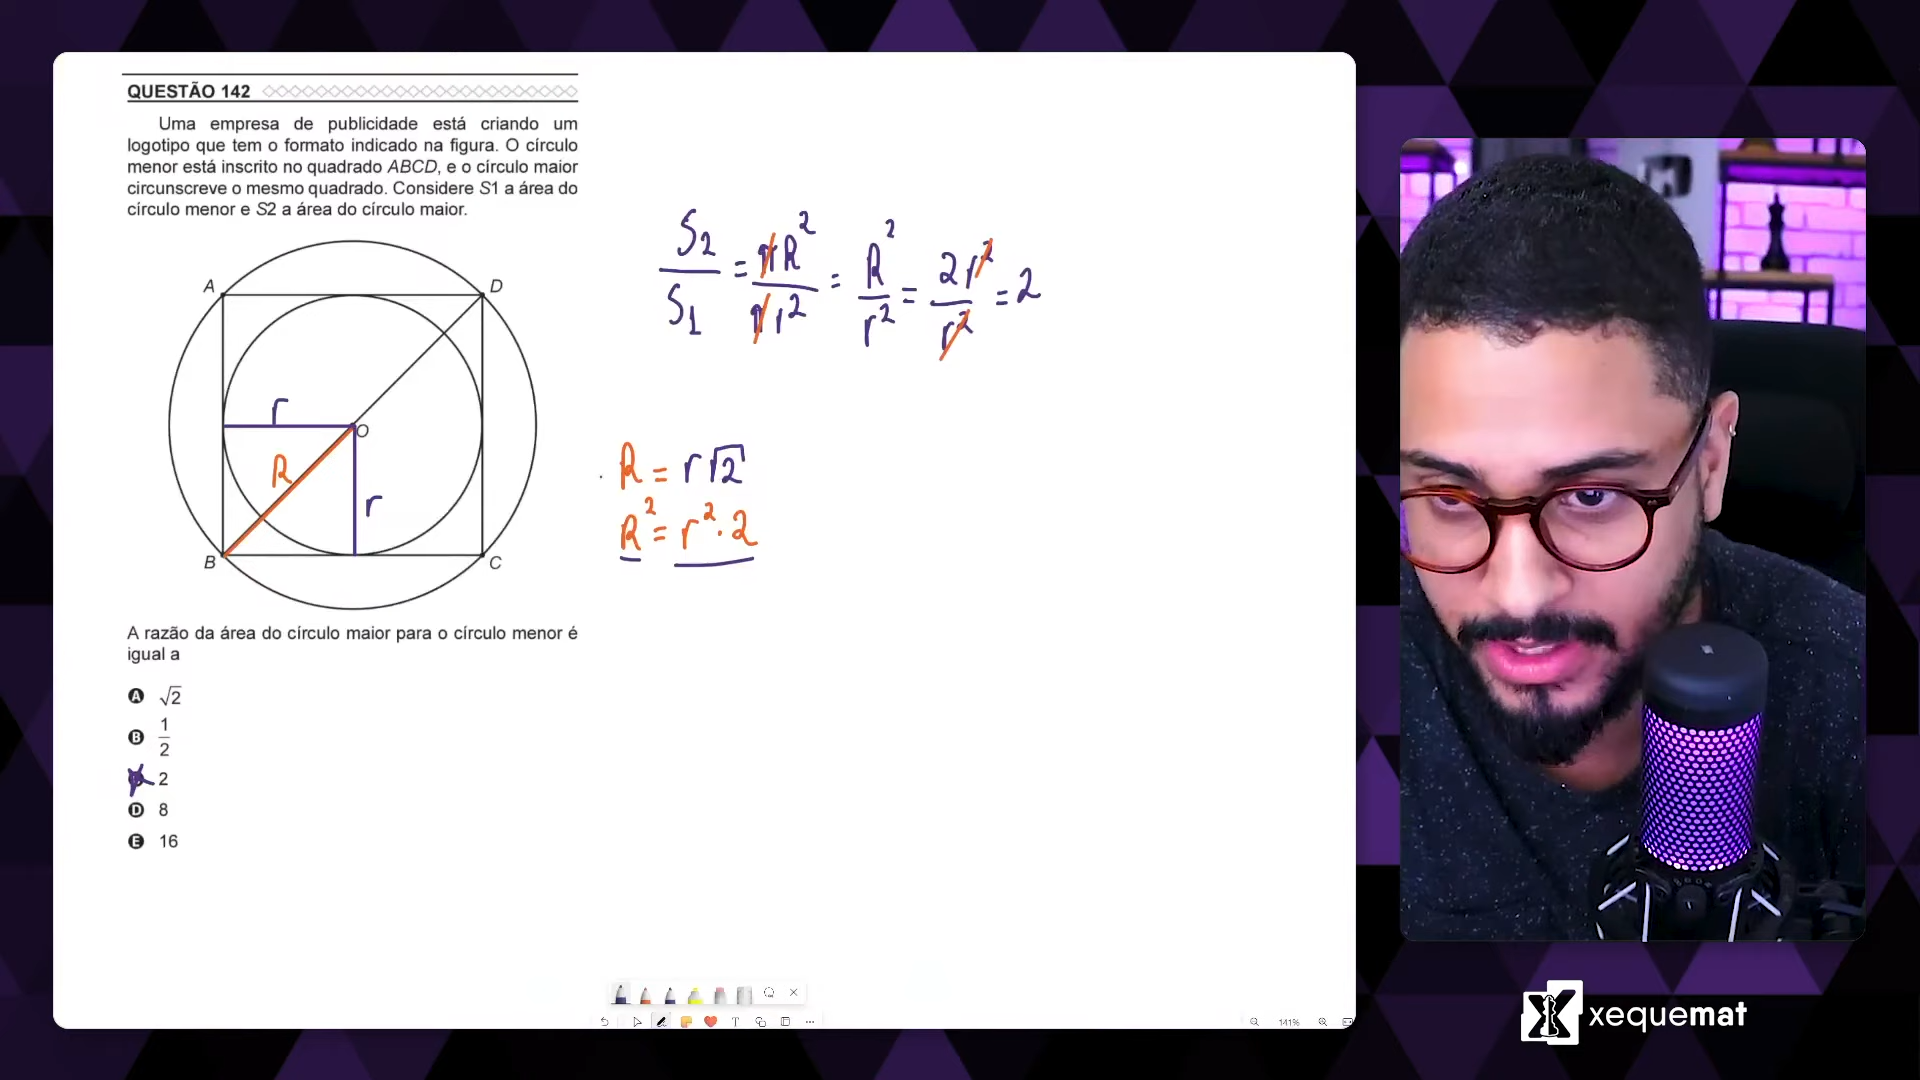 QUESTÃO 142
Uma empresa de publicidade está criando um
logotipo que tem o formato indicado na figura. O círculo
menor está inscrito no quadrado ABCD, e o círculo maior
circunscreve o mesmo quadrado. Considere S1 a área do
círculo menor e S2 a área do círculo maior.
A
D
r
O
R
r
B
C
A razão da área do círculo maior para o círculo menor é
igual a
A √2
B 1/2
2
D 8
E 16
S2/S1 = πR²/πr² = R²/r² = 2r²/r² = 2
R = r√2
R² = r² · 2
T
141%
xequemat